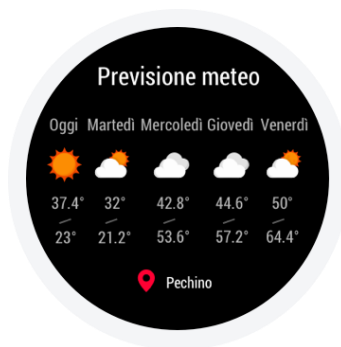 Previsione meteo
Oggi Martedì Mercoledì Giovedì Venerdì
37.4° 32° 42.8° 44.6° 50°
23° 21.2° 53.6° 57.2° 64.4°
Pechino